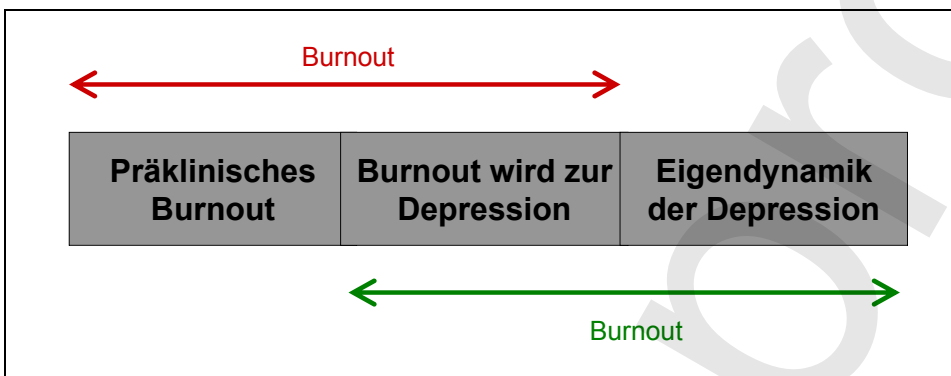 Burnout
Präklinisches
Burnout
Burnout wird zur
Depression
Eigendynamik
der Depression
Burnout